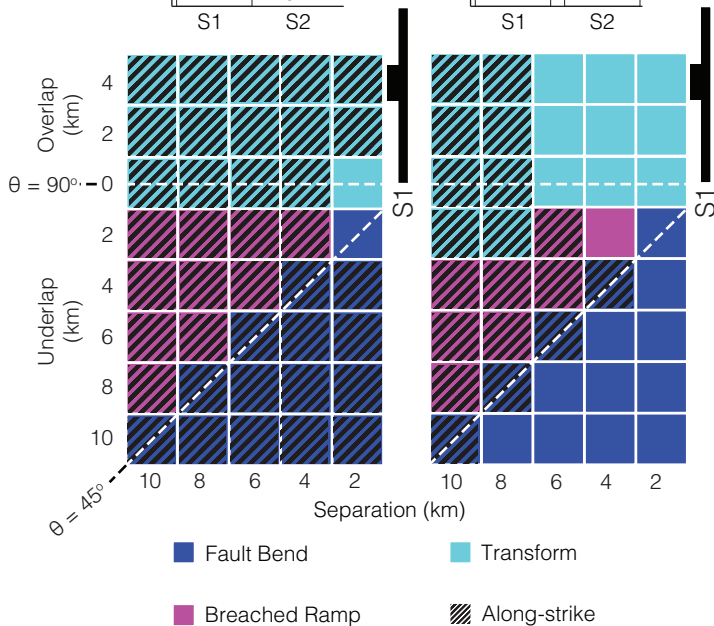 S1 S2 S1 S2
Overlap
(km)
4
2
θ = 90° 0
Underlap
(km)
2
4
6
8
10
θ = 45°
S1 S1
10 8 6 4 2 10 8 6 4 2
Separation (km)
Fault Bend Transform
Breached Ramp Along-strike